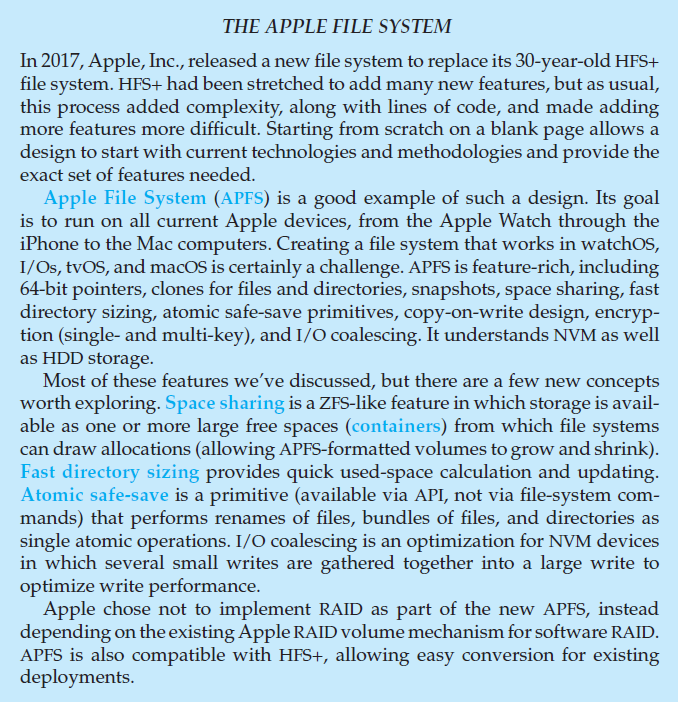 THE APPLE FILE SYSTEM
In 2017, Apple, Inc., released a new file system to replace its 30-year-old HFS+
file system. HFS+ had been stretched to add many new features, but as usual,
this process added complexity, along with lines of code, and made adding
more features more difficult. Starting from scratch on a blank page allows a
design to start with current technologies and methodologies and provide the
exact set of features needed.
Apple File System (APFS) is a good example of such a design. Its goal
is to run on all current Apple devices, from the Apple Watch through the
iPhone to the Mac computers. Creating a file system that works in watchOS,
I/Os, tvOS, and macOS is certainly a challenge. APFS is feature-rich, including
64-bit pointers, clones for files and directories, snapshots, space sharing, fast
directory sizing, atomic safe-save primitives, copy-on-write design, encryp-
tion (single- and multi-key), and I/O coalescing. It understands NVM as well
as HDD storage.
Most of these features we've discussed, but there are a few new concepts
worth exploring. Space sharing is a ZFS-like feature in which storage is avail-
able as one or more large free spaces (containers) from which file systems
can draw allocations (allowing APFS-formatted volumes to grow and shrink).
Fast directory sizing provides quick used-space calculation and updating.
Atomic safe-save is a primitive (available via API, not via file-system com-
mands) that performs renames of files, bundles of files, and directories as
single atomic operations. I/O coalescing is an optimization for NVM devices
in which several small writes are gathered together into a large write to
optimize write performance.
Apple chose not to implement RAID as part of the new APFS, instead
depending on the existing Apple RAID volume mechanism for software RAID.
APFS is also compatible with HFS+, allowing easy conversion for existing
deployments.